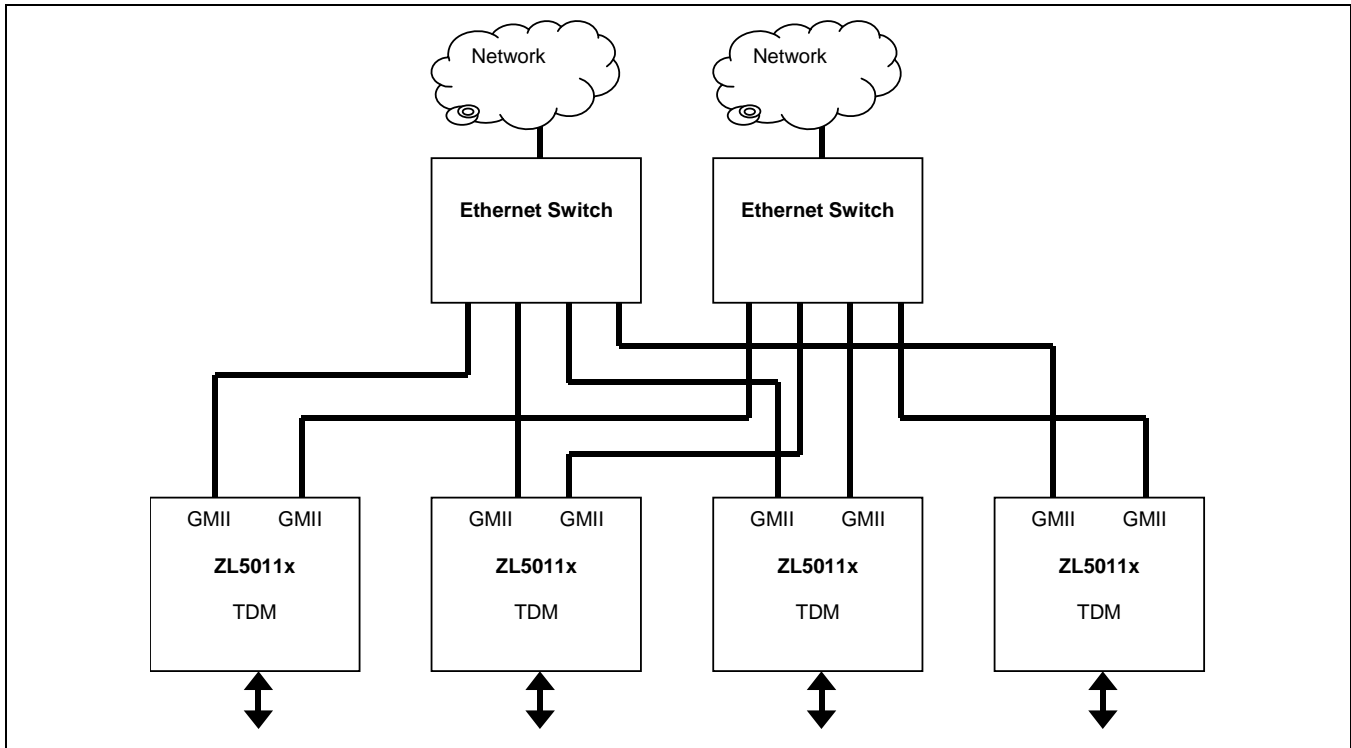 Network
Network
Ethernet Switch
Ethernet Switch
GMII GMII
ZL5011x
TDM
GMII GMII
ZL5011x
TDM
GMII GMII
ZL5011x
TDM
GMII GMII
ZL5011x
TDM